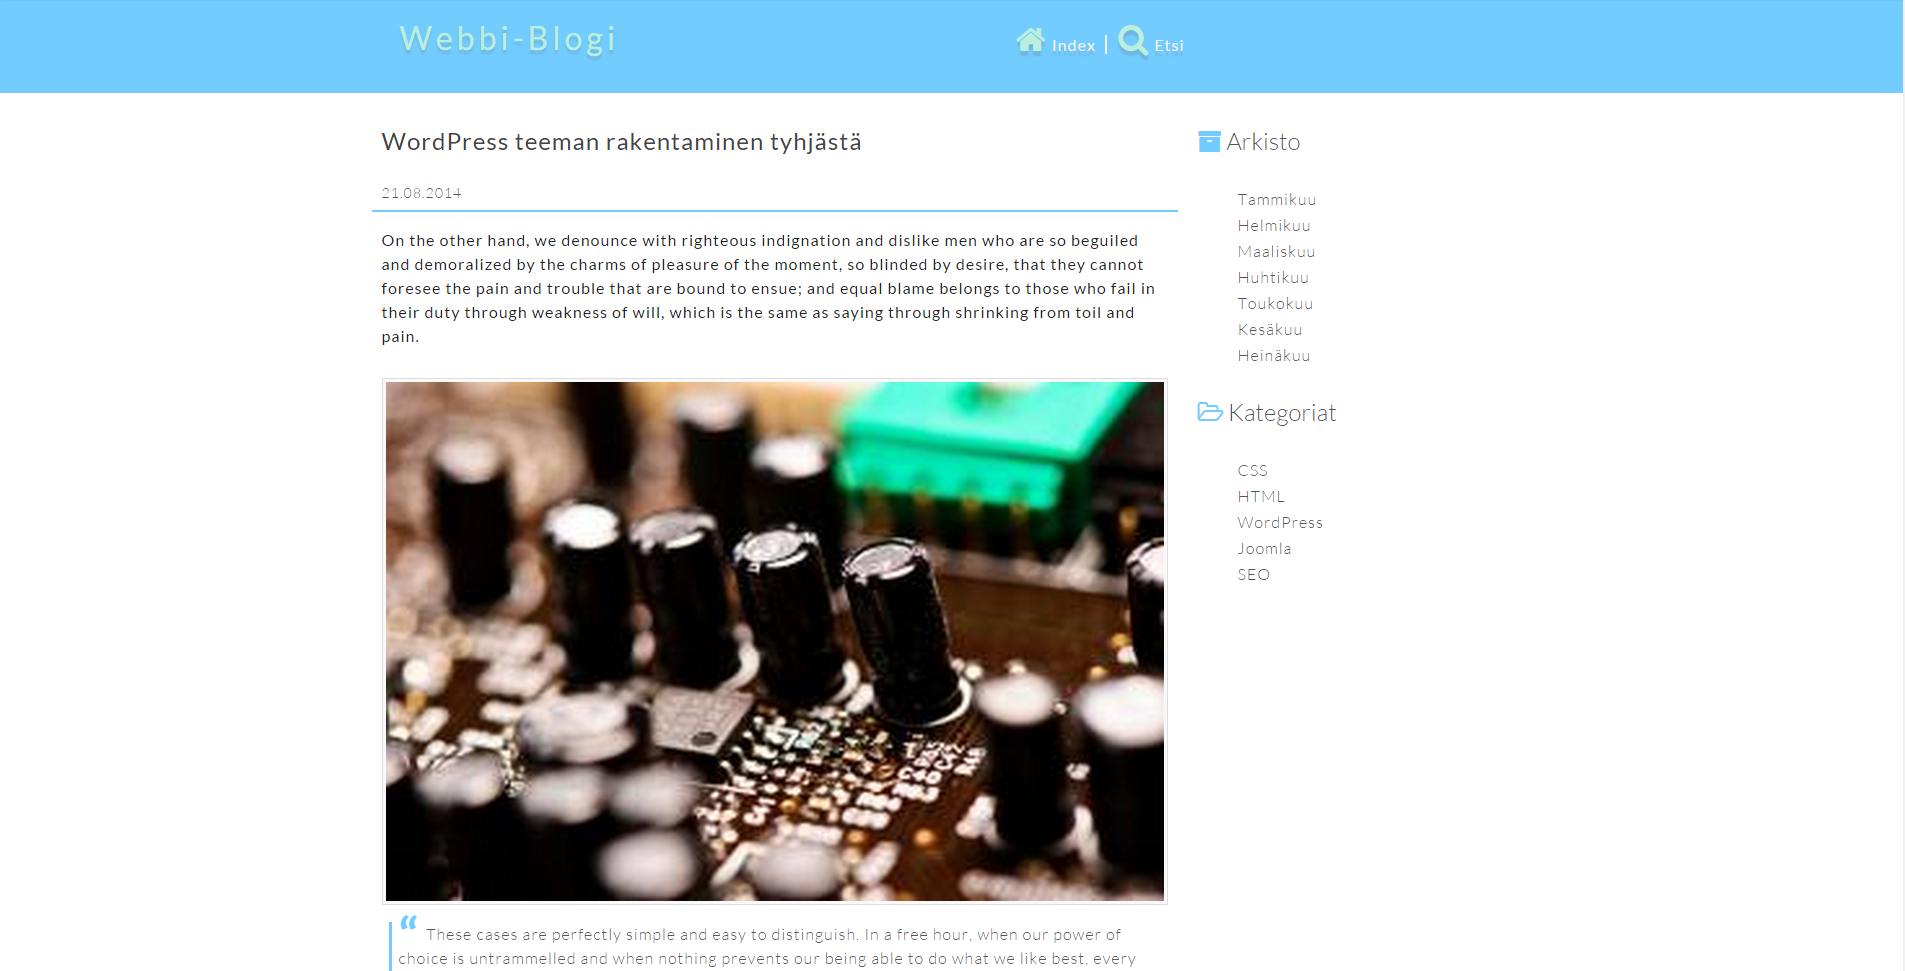 Webbi-Blogi
Index | Etsi
WordPress teeman rakentaminen tyhjästä
21.08.2014
On the other hand, we denounce with righteous indignation and dislike men who are so beguiled
and demoralized by the charms of pleasure of the moment, so blinded by desire, that they cannot
foresee the pain and trouble that are bound to ensue; and equal blame belongs to those who fail in
their duty through weakness of will, which is the same as saying through shrinking from toil and
pain.
C40
“ These cases are perfectly simple and easy to distinguish. In a free hour, when our power of
choice is untrammelled and when nothing prevents our being able to do what we like best, every
Arkisto
Tammikuu
Helmikuu
Maaliskuu
Huhtikuu
Toukokuu
Kesäkuu
Heinäkuu
Kategoriat
CSS
HTML
WordPress
Joomla
SEO